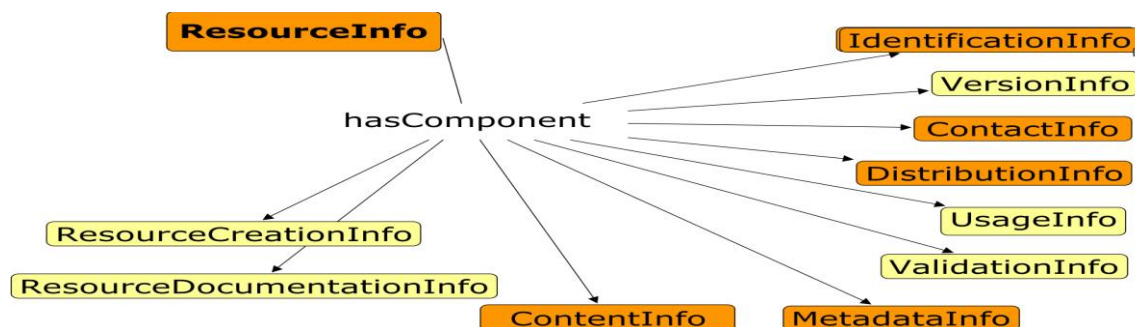 ResourceInfo
IdentificationInfo
VersionInfo
hasComponent
ContactInfo
DistributionInfo
UsageInfo
ResourceCreationInfo
ValidationInfo
ResourceDocumentationInfo
ContentInfo
MetadataInfo